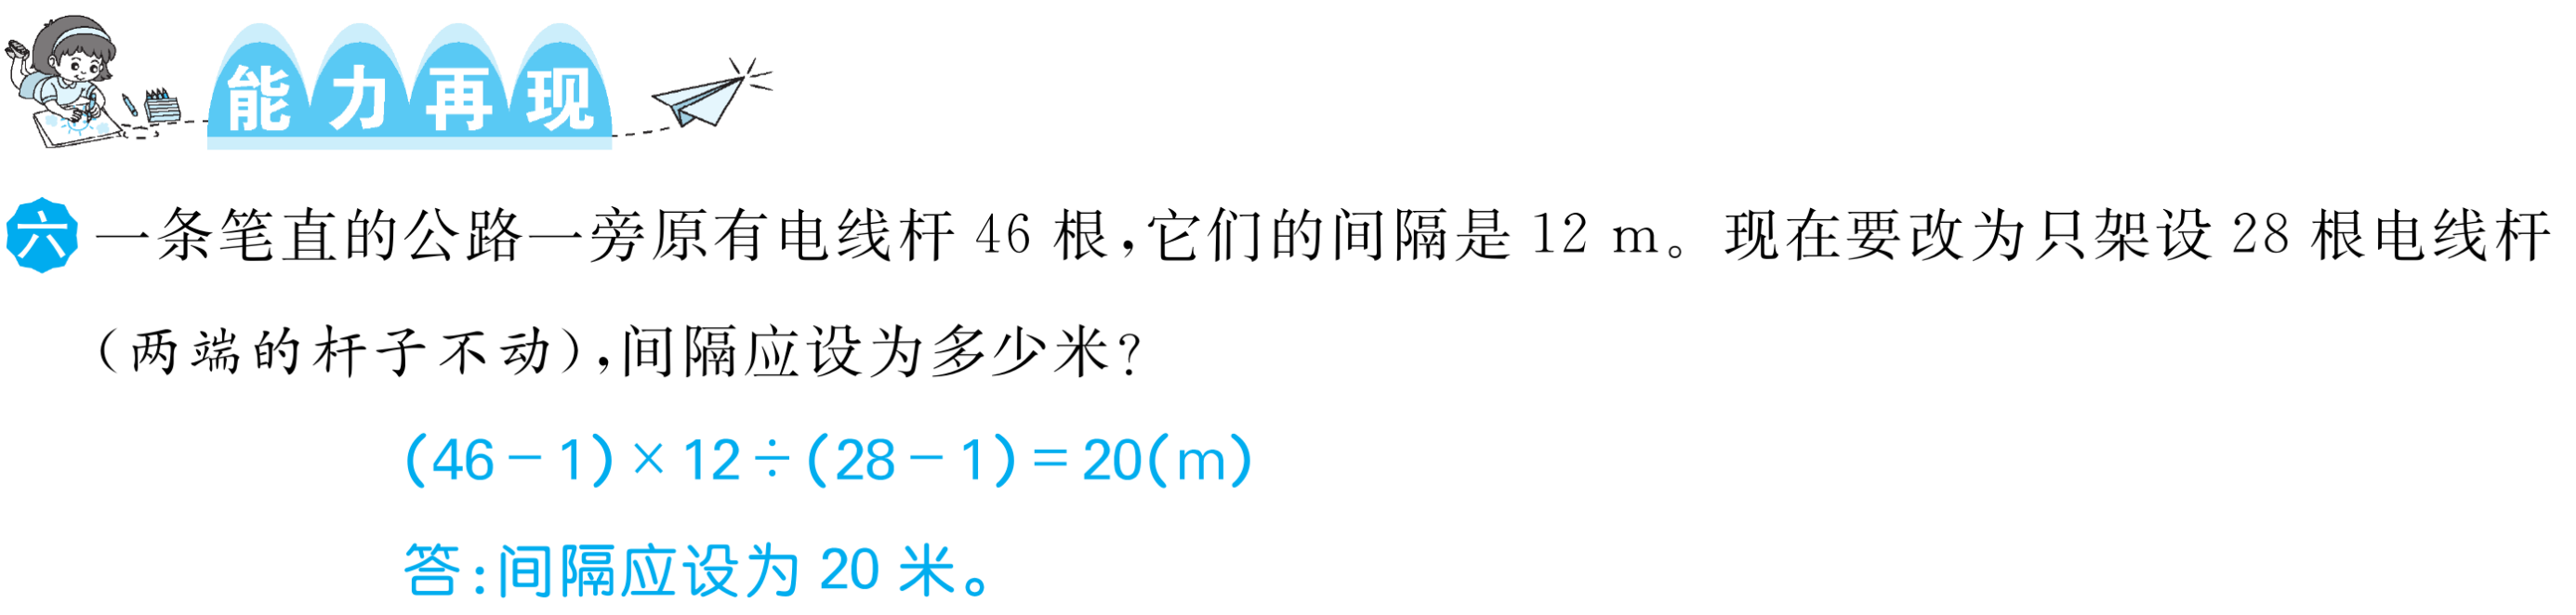 能力再现
六 一条笔直的公路一旁原有电线杆 46 根，它们的间隔是 12 m。现在要改为只架设 28 根电线杆
（两端的杆子不动），间隔应设为多少米？
(46－1)×12÷(28－1)＝20(m)
答：间隔应设为 20 米。